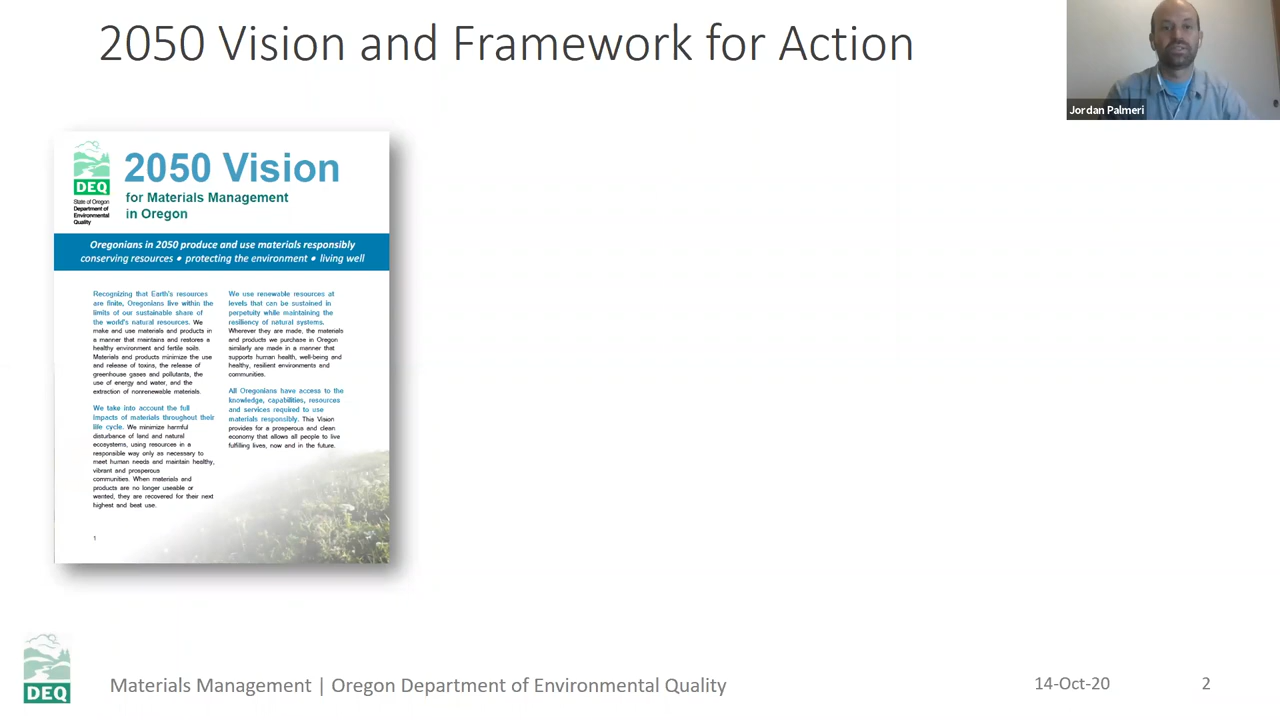 2050 Vision and Framework for Action
Jordan Palmeri
DEQ
State of Oregon
Department of
Environmental
Quality
2050 Vision
for Materials Management
in Oregon
Oregonians in 2050 produce and use materials responsibly
conserving resources • protecting the environment • living well
Recognizing that Earth's resources
are finite, Oregonians live within the
limits of our sustainable share of
the world's natural resources. We
make and use materials and products in
a manner that maintains and restores a
healthy environment and fertile soils.
Materials and products minimize the use
and release of toxins, the release of
greenhouse gases and pollutants, the
use of energy and water, and the
extraction of nonrenewable materials.
We take into account the full
impacts of materials throughout their
life cycle. We minimize harmful
disturbance of land and natural
ecosystems, using resources in a
responsible way only as necessary to
meet human needs and maintain healthy,
vibrant and prosperous
communities. When materials and
products are no longer useable or
wanted, they are recovered for their next
highest and best use.
We use renewable resources at
levels that can be sustained in
perpetuity while maintaining the
resiliency of natural systems.
Wherever they are made, the materials
and products we purchase in Oregon
similarly are made in a manner that
supports human health, well-being and
healthy, resilient environments and
communities.
All Oregonians have access to the
knowledge, capabilities, resources
and services required to use
materials responsibly. This Vision
provides for a prosperous and clean
economy that allows all people to live
fulfilling lives, now and in the future.
1
DEQ
Materials Management | Oregon Department of Environmental Quality
14-Oct-20
2